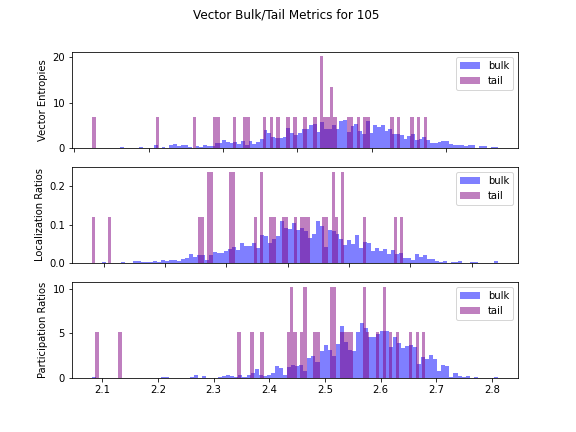 Vector Bulk/Tail Metrics for 105
Vector Entropies
20
10
0
bulk
tail
Localization Ratios
0.2
0.1
0.0
bulk
tail
Participation Ratios
10
5
0
bulk
tail
2.1 2.2 2.3 2.4 2.5 2.6 2.7 2.8